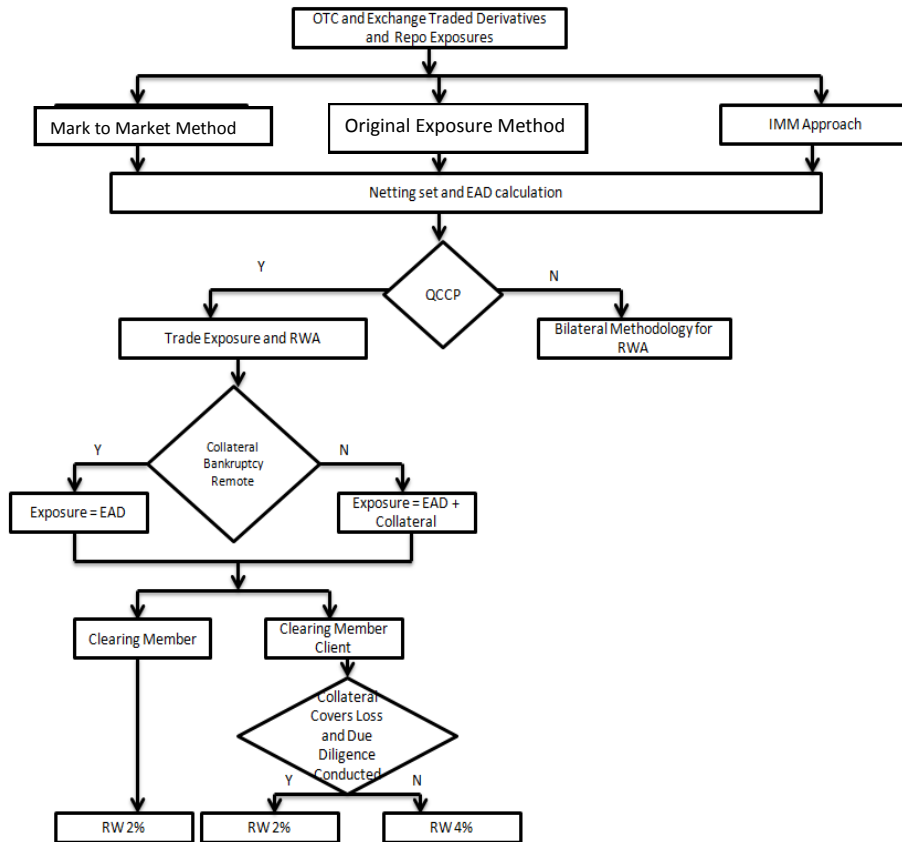 OTC and Exchange Traded Derivatives
and Repo Exposures
Mark to Market Method
Original Exposure Method
IMM Approach
Netting set and EAD calculation
Y
N
QCCP
Trade Exposure and RWA
Bilateral Methodology for
RWA
Collateral
Bankruptcy
Remote
Y
N
Exposure = EAD
Exposure = EAD +
Collateral
Clearing Member
Clearing Member
Client
Collateral
Covers Loss
and Due
Diligence
Conducted
Y
N
RW 2%
RW 2%
RW 4%